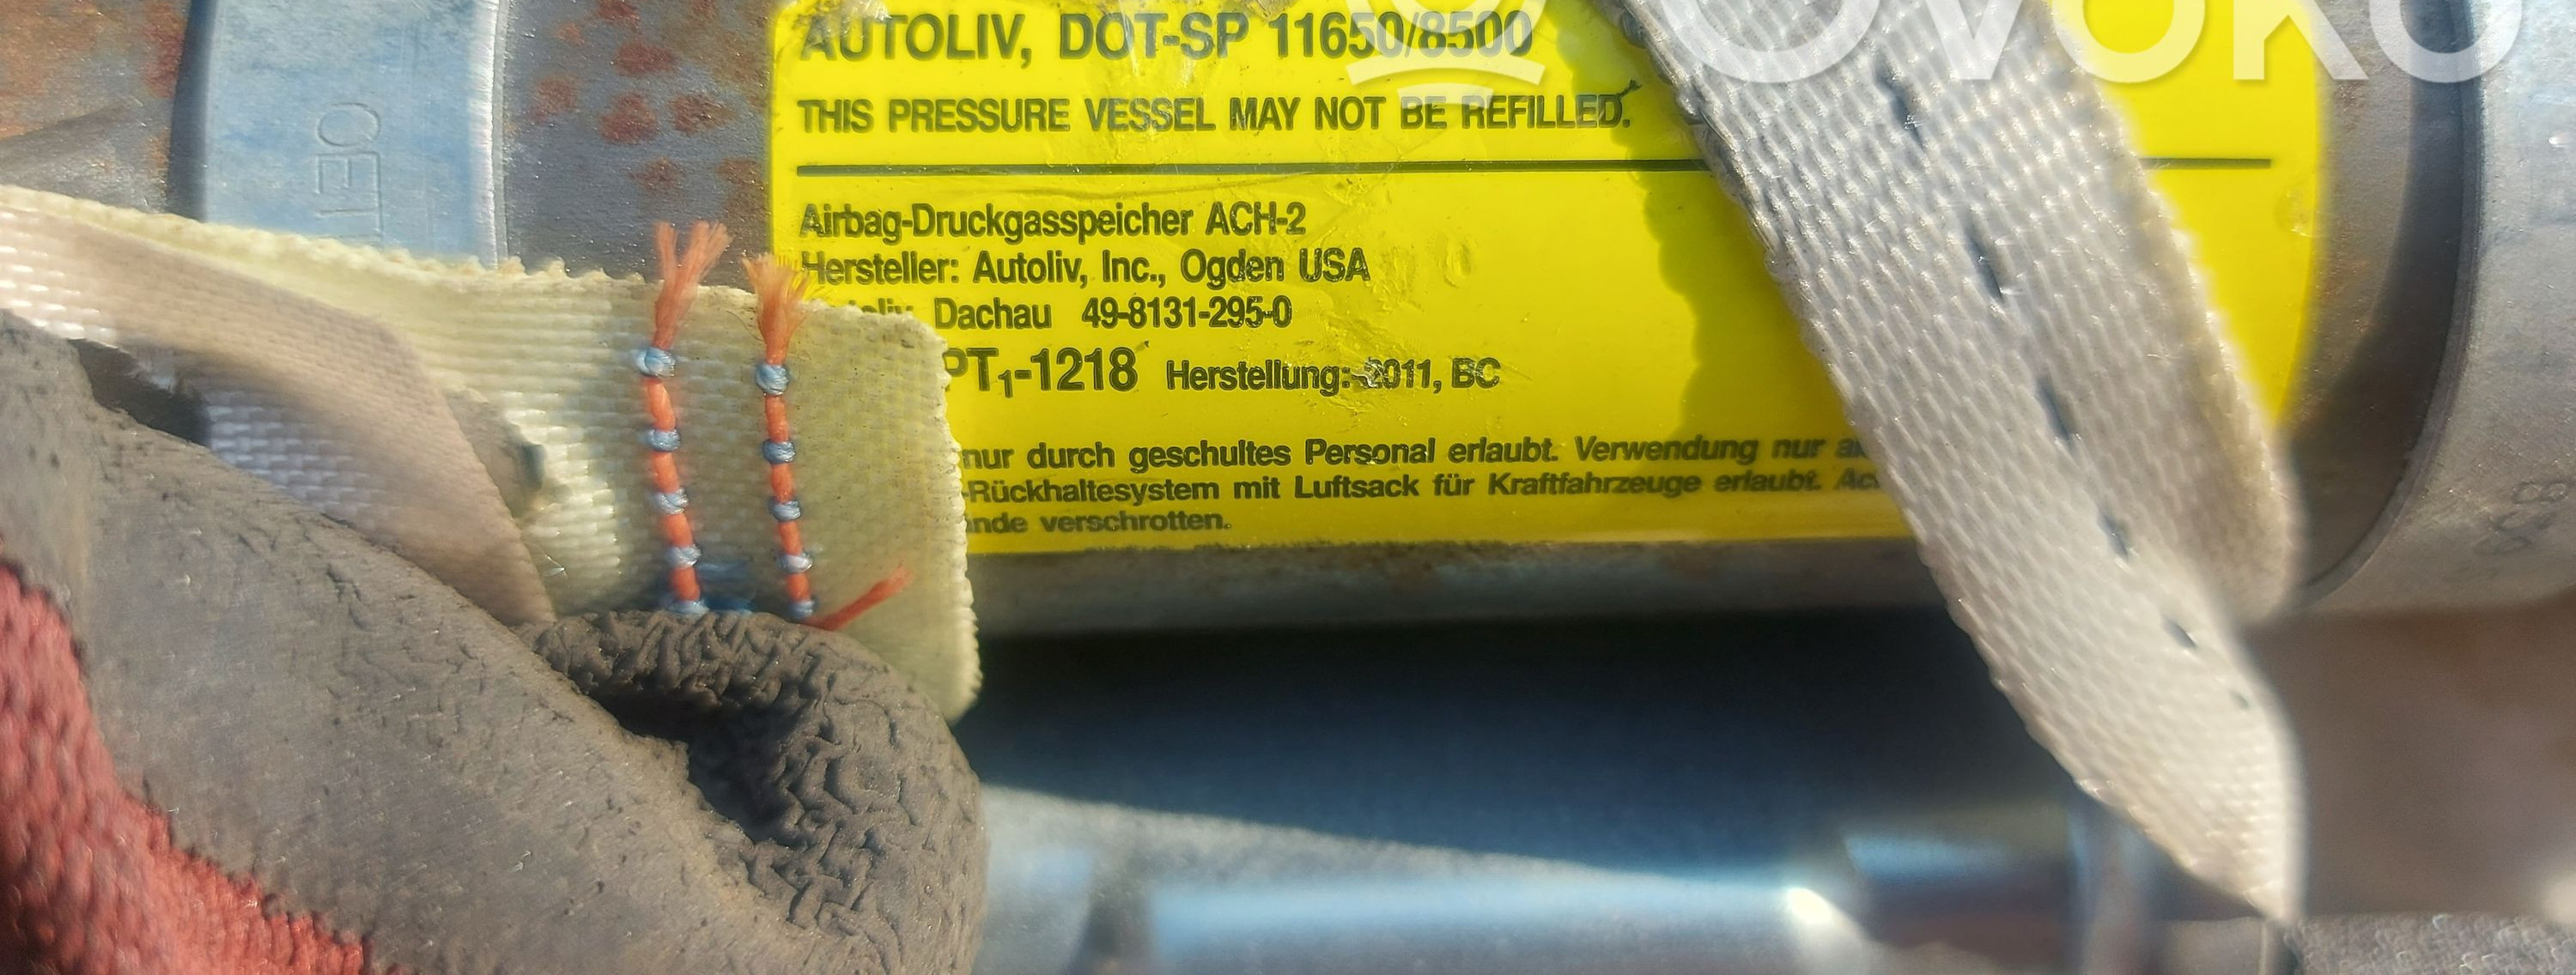 OVOKO
AUTOLIV, DOT-SP 11650/8500
THIS PRESSURE VESSEL MAY NOT BE REFILLED.
Airbag-Druckgasspeicher ACH-2
Hersteller: Autoliv, Inc., Ogden USA
Dachau 49-8131-295-0
PT1-1218 Herstellung: 2011, BC
nur durch geschultes Personal erlaubt. Verwendung nur
-Rückhaltesystem mit Luftsack für Kraftfahrzeuge erlaubt.
verschrotten.